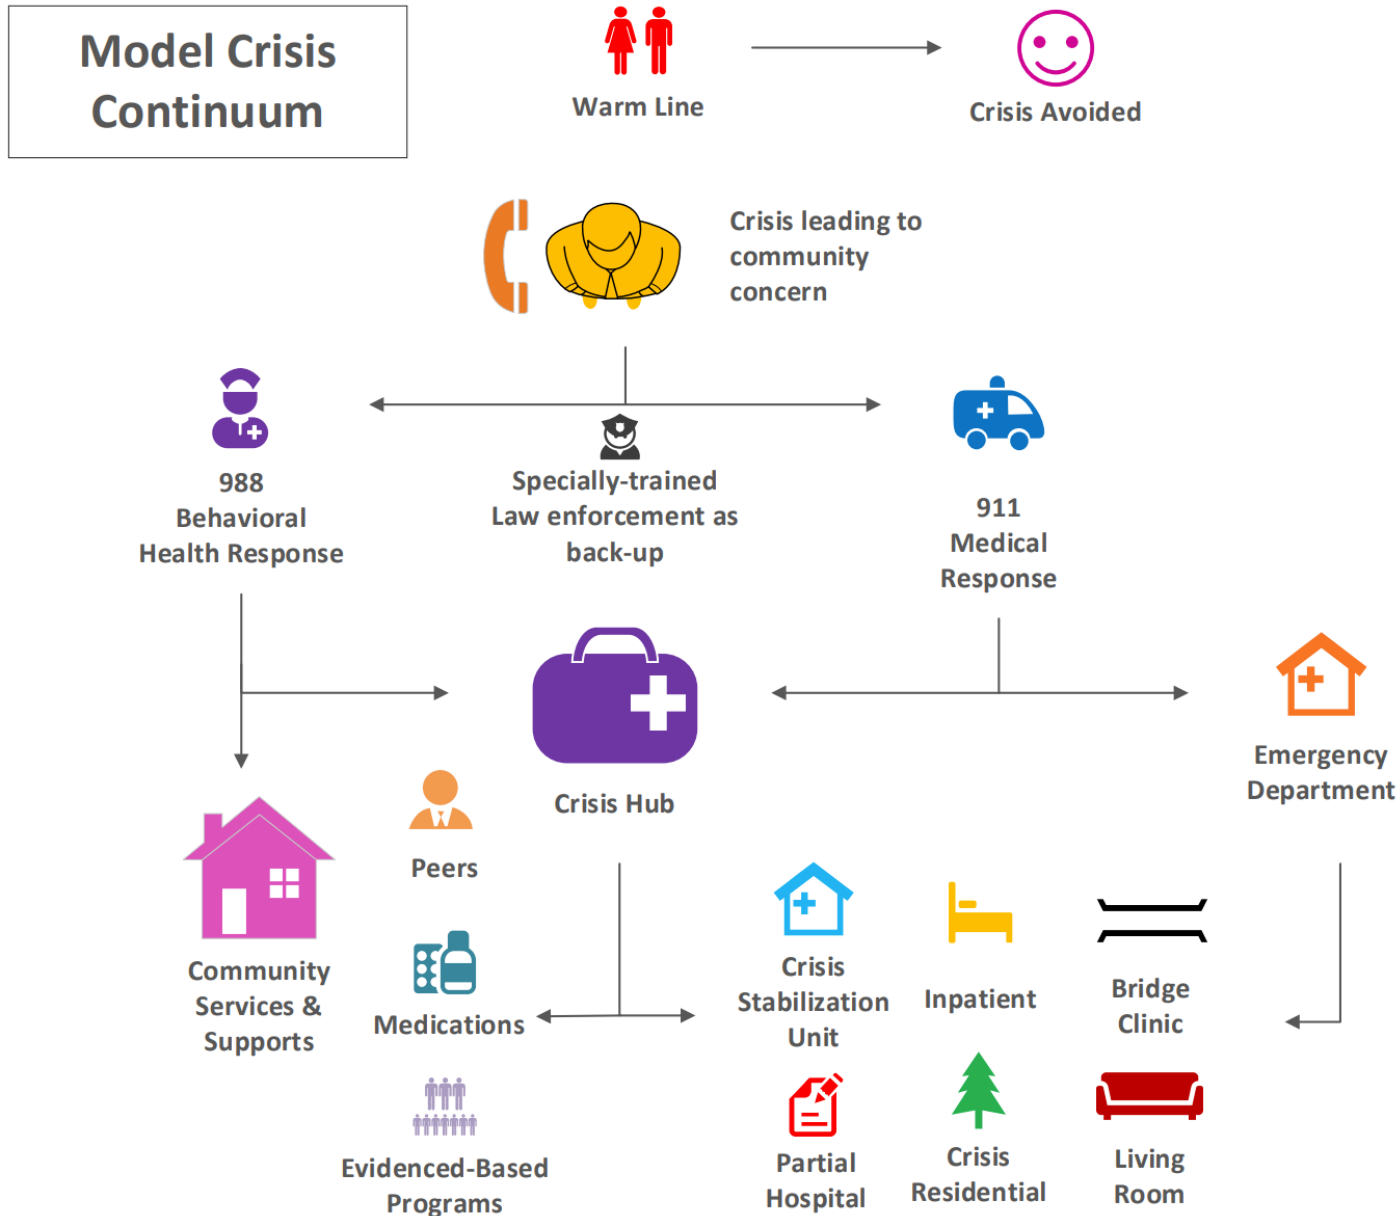 Model Crisis
Continuum
Warm Line
Crisis Avoided
Crisis leading to
community
concern
988
Behavioral
Health Response
Specially-trained
Law enforcement as
back-up
911
Medical
Response
Crisis Hub
Emergency
Department
Community
Services &
Supports
Peers
Medications
Evidenced-Based
Programs
Crisis
Stabilization
Unit
Inpatient
Bridge
Clinic
Partial
Hospital
Crisis
Residential
Living
Room